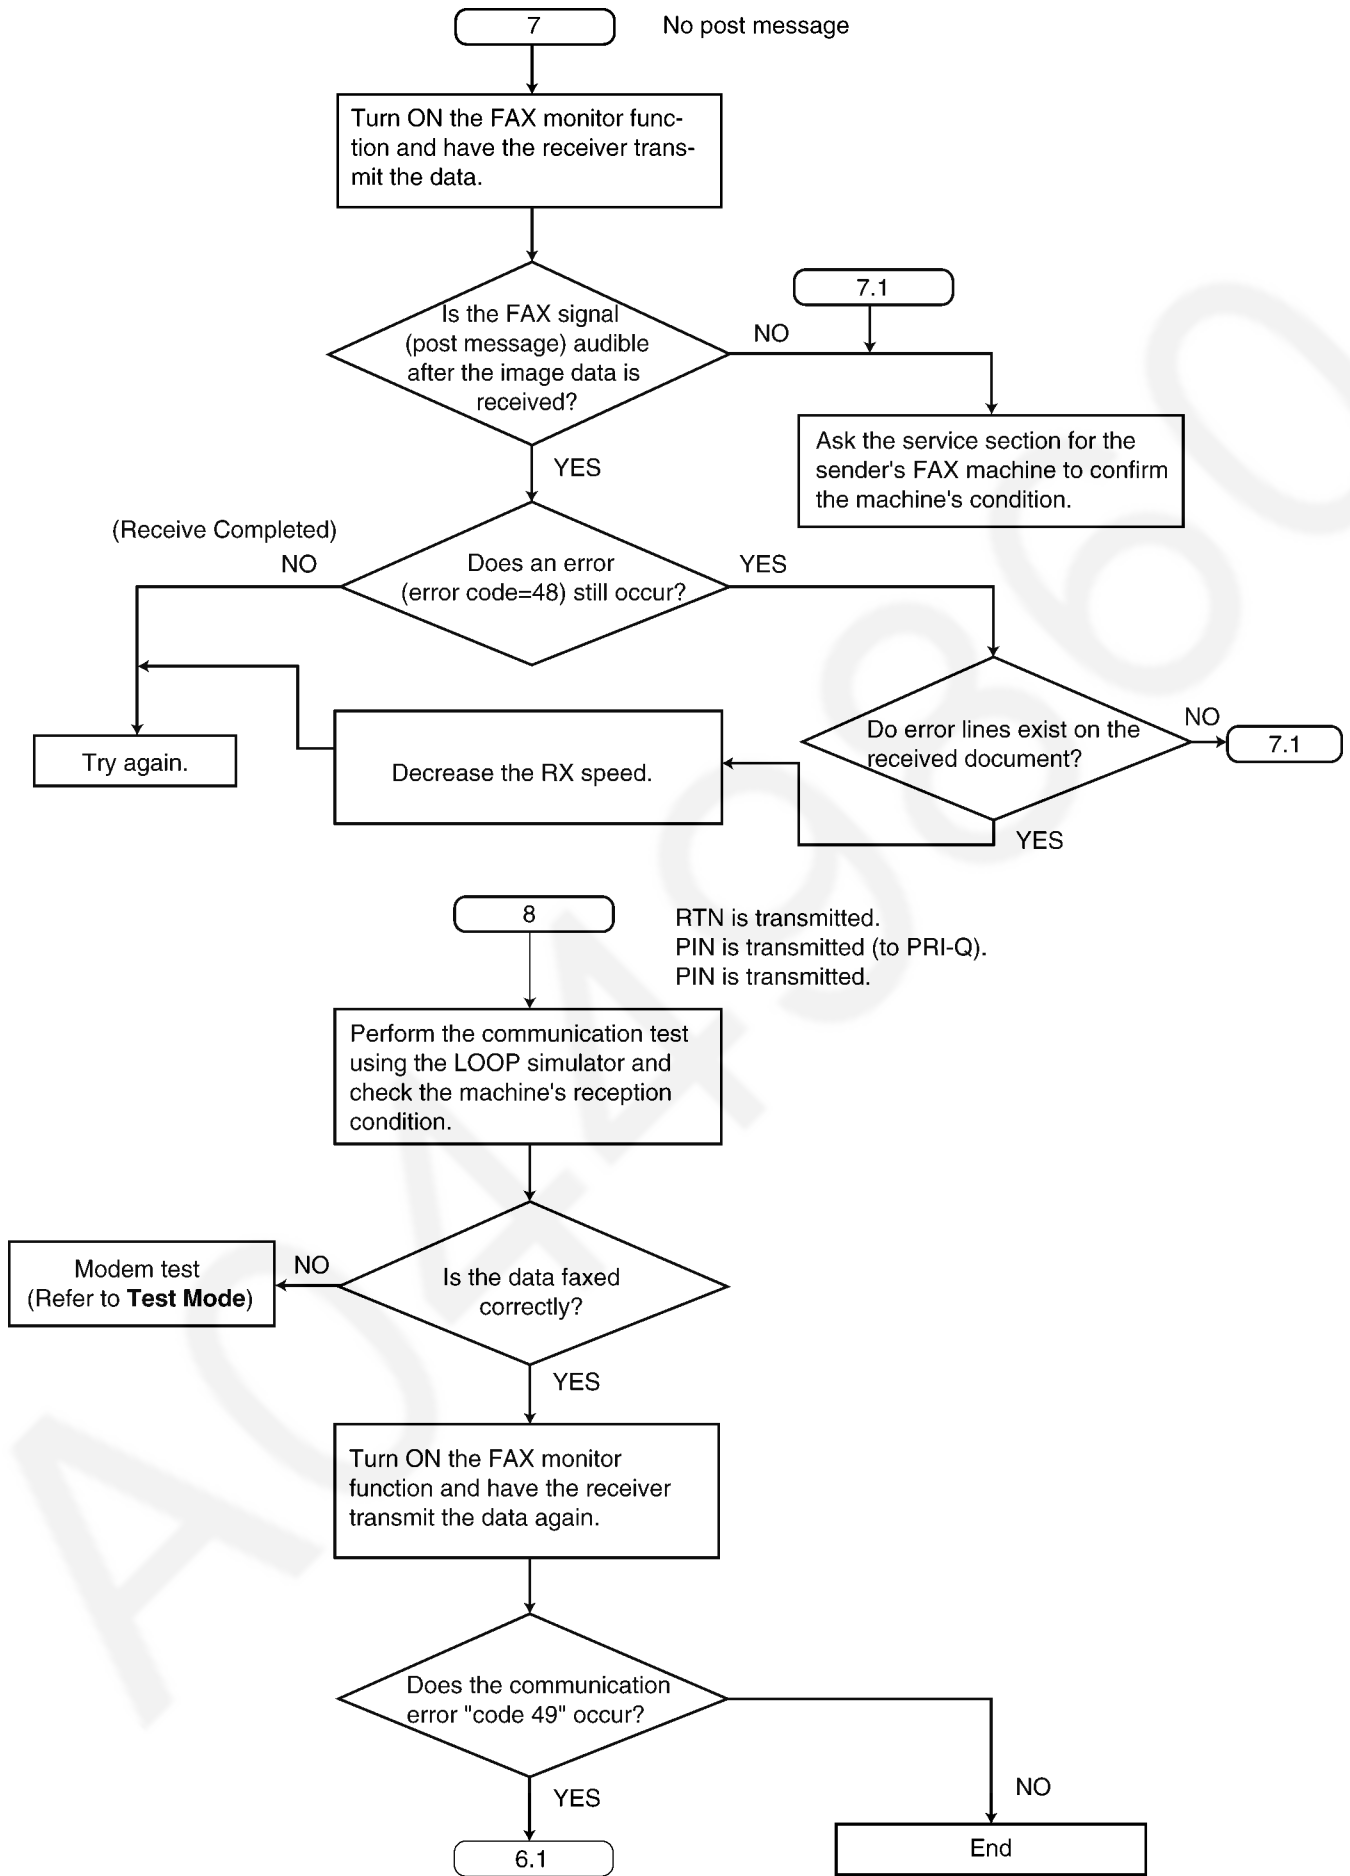 7
No post message
Turn ON the FAX monitor func-
tion and have the receiver trans-
mit the data.
7.1
Is the FAX signal
(post message) audible
after the image data is
received?
NO
Ask the service section for the
sender's FAX machine to confirm
the machine's condition.
YES
(Receive Completed)
NO
Does an error
(error code=48) still occur?
YES
Do error lines exist on the
received document?
NO
7.1
Try again.
Decrease the RX speed.
YES
8
RTN is transmitted.
PIN is transmitted (to PRI-Q).
PIN is transmitted.
Perform the communication test
using the LOOP simulator and
check the machine's reception
condition.
Modem test
(Refer to Test Mode)
NO
Is the data faxed
correctly?
YES
Turn ON the FAX monitor
function and have the receiver
transmit the data again.
Does the communication
error "code 49" occur?
YES
NO
6.1
End
A0449860